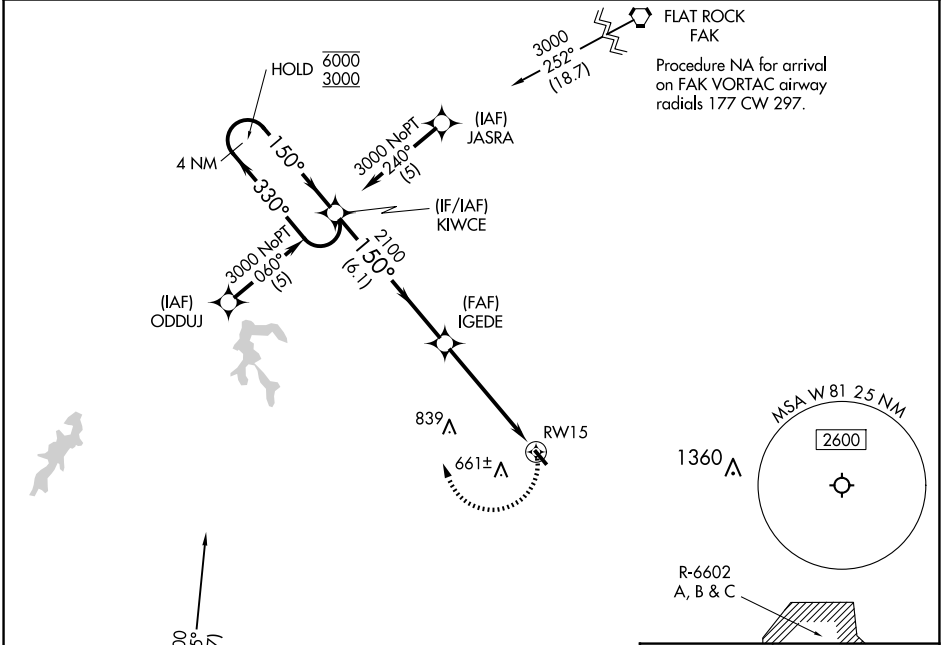 FLAT ROCK
FAK
3000
252°
(18.7)
Procedure NA for arrival
on FAK VORTAC airway
radials 177 CW 297.
HOLD 6000
3000
(IAF)
JASRA
3000 NoPT
240°
(5)
4 NM
150°
330°
(IF/IAF)
KIWCE
3000 NoPT
060°
(5)
2100
150°
(6.1)
(IAF)
ODDUJ
(FAF)
IGEDE
839
661±
RW15
MSA W81 25 NM
2600
1360
R-6602
A, B & C